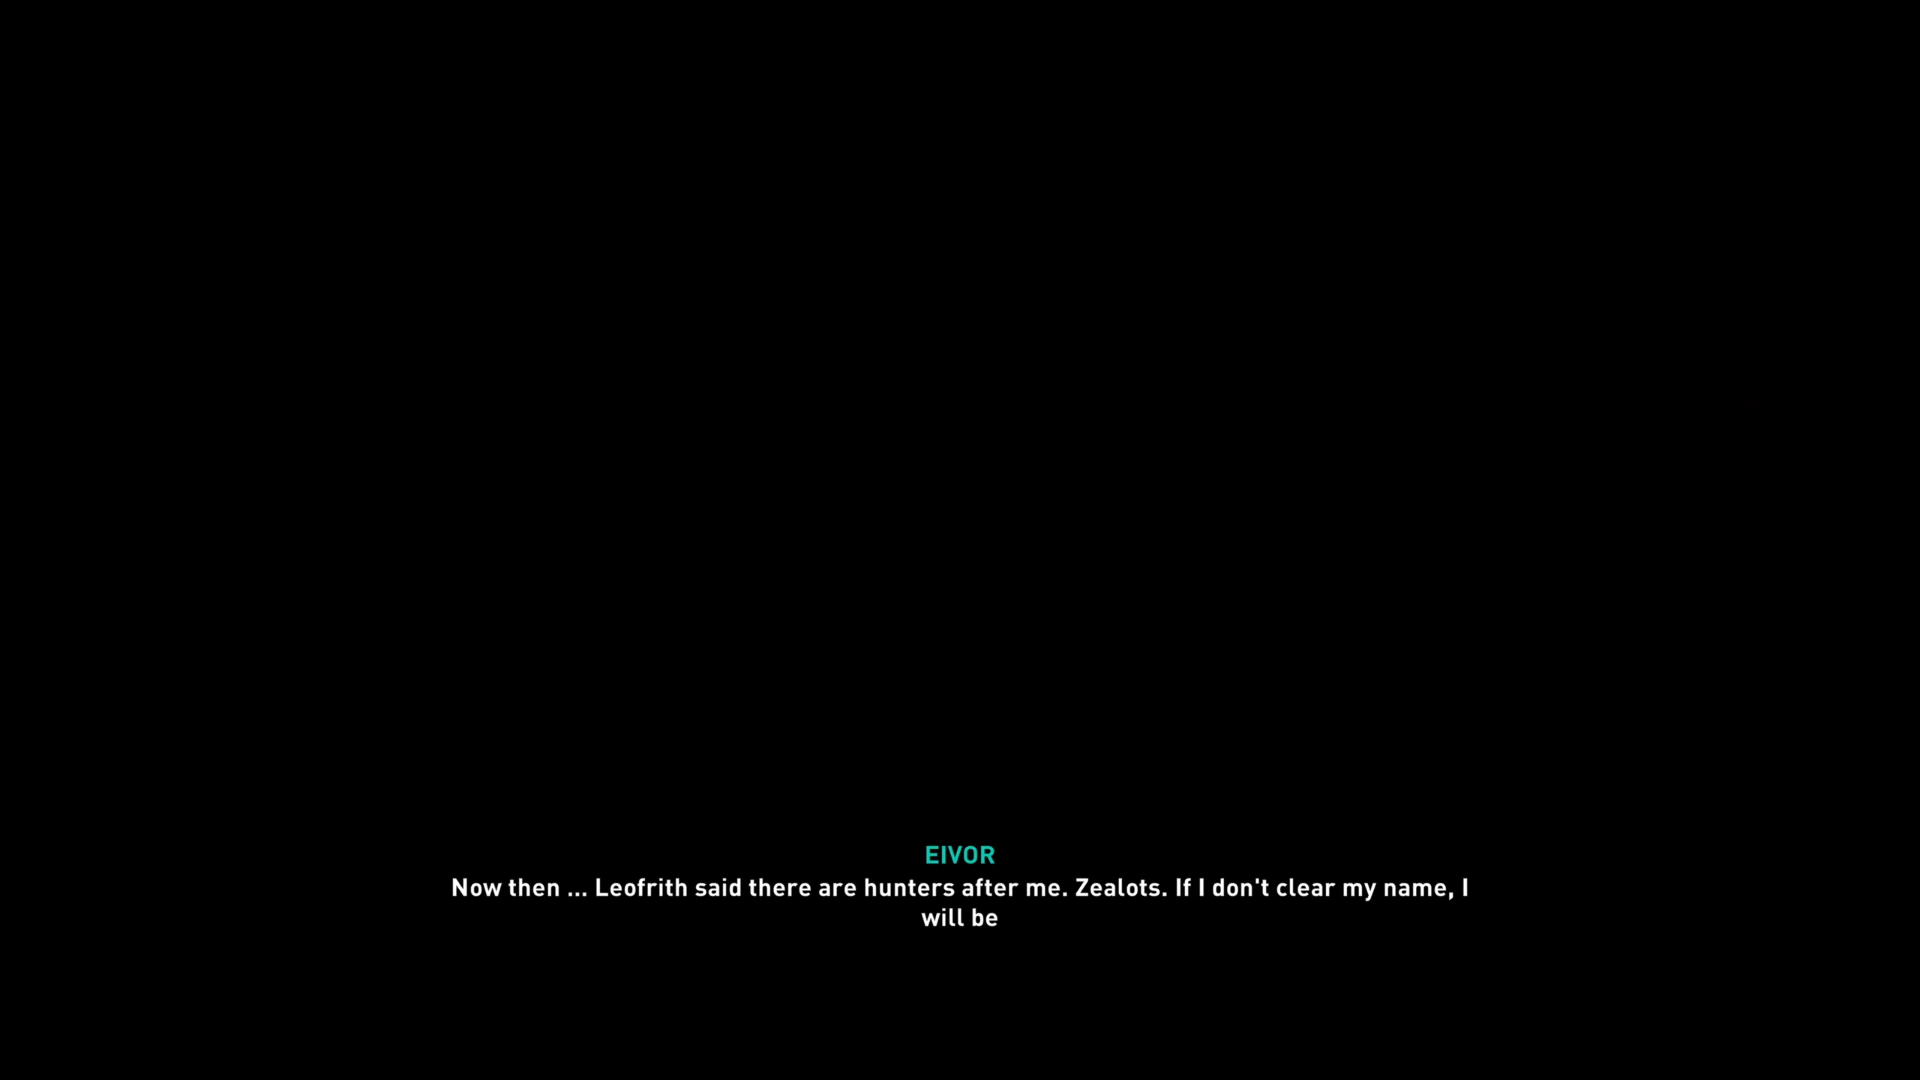 EIVOR
Now then ... Leofrith said there are hunters after me. Zealots. If I don't clear my name, I
will be